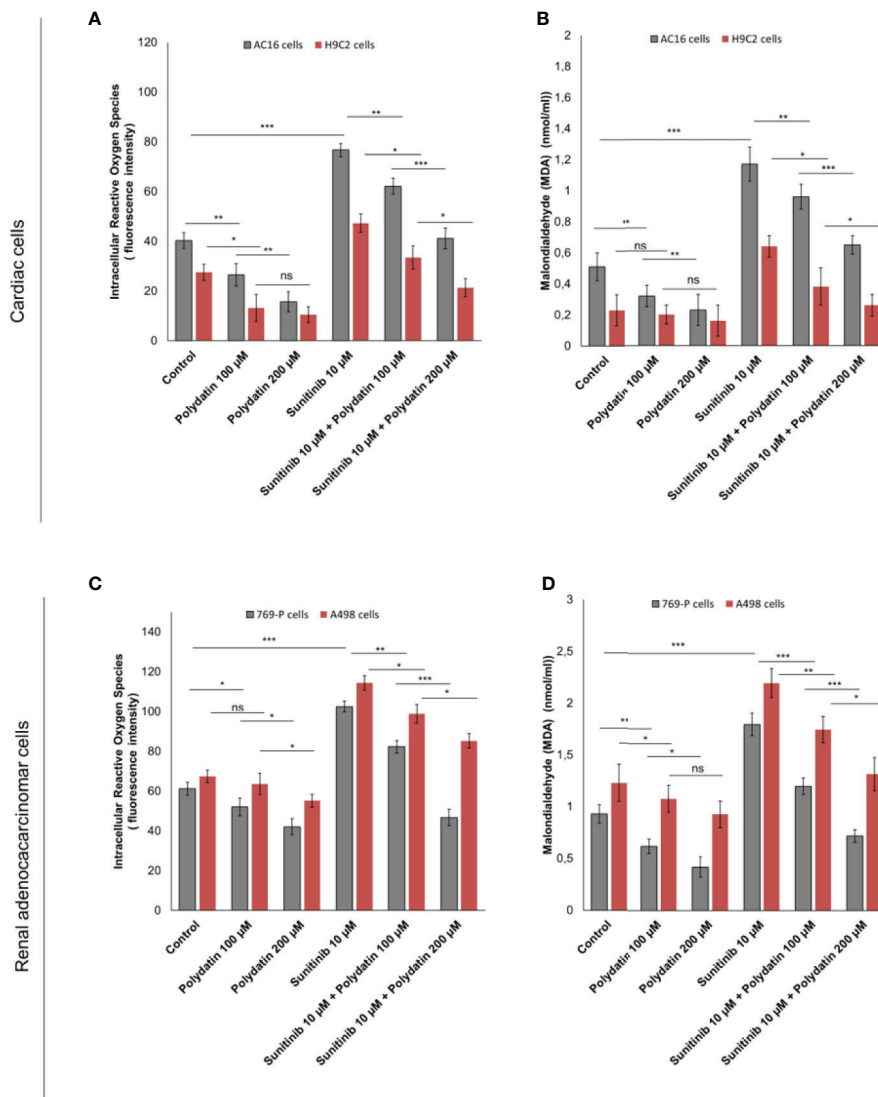 Cardiac cells
A
AC16 cells H9C2 cells
Intracellular Reactive Oxygen Species
( fluorescence intensity)
120
100
80
60
40
20
0
** * ** ns *** ** * *** *
Control
Polydatin 100 µM
Polydatin 200 µM
Sunitinib 10 µM
Sunitinib 10 µM + Polydatin 100 µM
Sunitinib 10 µM + Polydatin 200 µM
B
AC16 cells H9C2 cells
Malondialdehyde (MDA) (nmol/ml))
2
1,8
1,6
1,4
1,2
1
0,8
0,6
0,4
0,2
0
** ns ** ns *** ** * *** *
Control
Polydatin 100 µM
Polydatin 200 µM
Sunitinib 10 µM
Sunitinib 10 µM + Polydatin 100 µM
Sunitinib 10 µM + Polydatin 200 µM
Renal adenocacarcinomar cells
C
769-P cells A498 cells
Intracellular Reactive Oxygen Species
( fluorescence intensity)
140
120
100
80
60
40
20
0
* ns * * *** ** * *** *
Control
Polydatin 100 µM
Polydatin 200 µM
Sunitinib 10 µM
Sunitinib 10 µM + Polydatin 100 µM
Sunitinib 10 µM + Polydatin 200 µM
D
769-P cells A498 cells
Malondialdehyde (MDA) (nmol/ml))
3
2,5
2
1,5
1
0,5
0
** * * ns *** *** ** *** *
Control
Polydatin 100 µM
Polydatin 200 µM
Sunitinib 10 µM
Sunitinib 10 µM + Polydatin 100 µM
Sunitinib 10 µM + Polydatin 200 µM